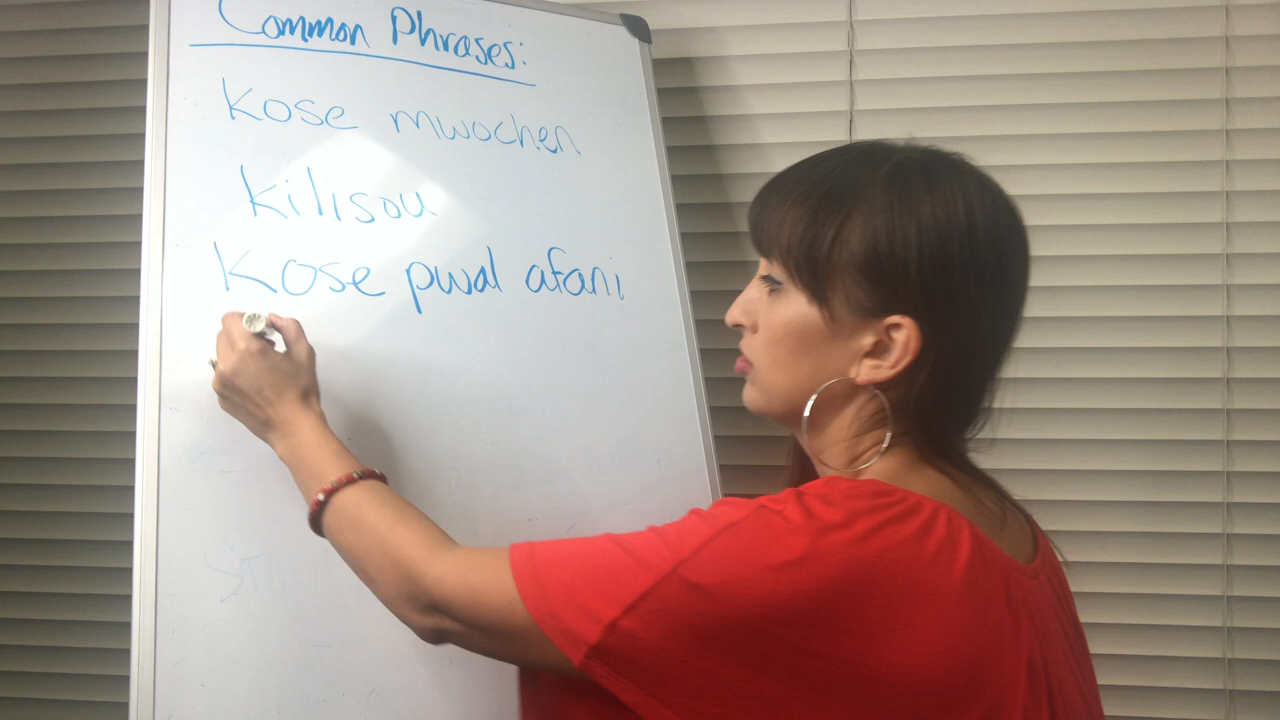 Common Phrases:
Kose mwochen
kilisou
Kose pwal afani